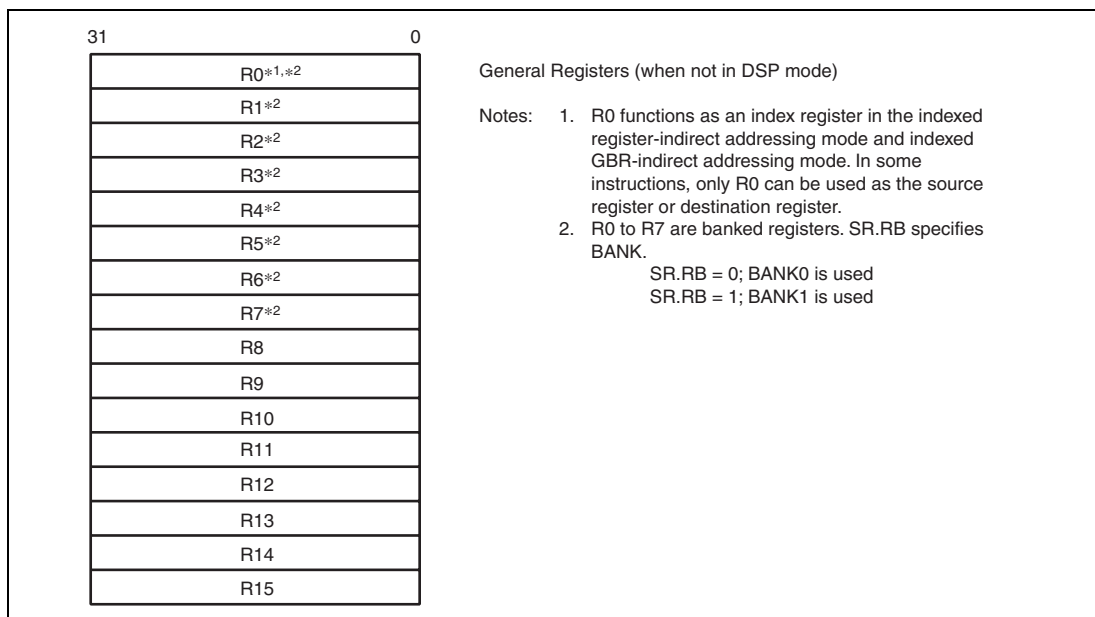 31 0
R0*1,*2
R1*2
R2*2
R3*2
R4*2
R5*2
R6*2
R7*2
R8
R9
R10
R11
R12
R13
R14
R15
General Registers (when not in DSP mode)
Notes: 1. R0 functions as an index register in the indexed
register-indirect addressing mode and indexed
GBR-indirect addressing mode. In some
instructions, only R0 can be used as the source
register or destination register.
2. R0 to R7 are banked registers. SR.RB specifies
BANK.
SR.RB = 0; BANK0 is used
SR.RB = 1; BANK1 is used